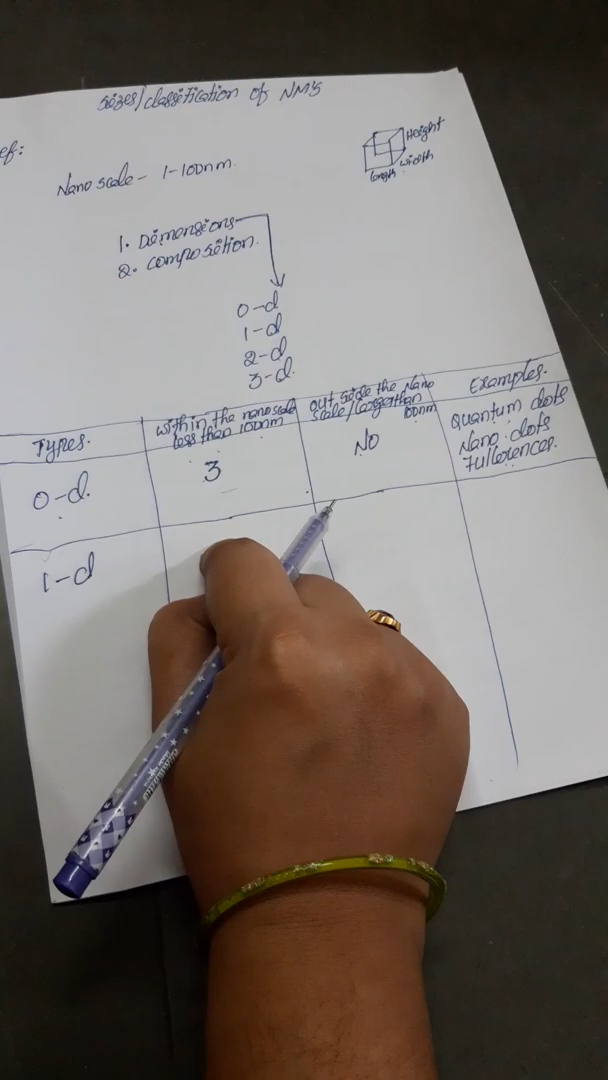 sizes/classification of NM's
ef:
Nano scale - 1-100nm.
Height
width
length
1. Dimensions
2. composition.
0-d
1-d
2-d
3-d.
Types.
within the nanoscale
less than 100nm
out side the Nano
scale/larger than
100nm
Examples.
0-d.
3
NO
Quantum dots
Nano dots
Fullerences.
1-d